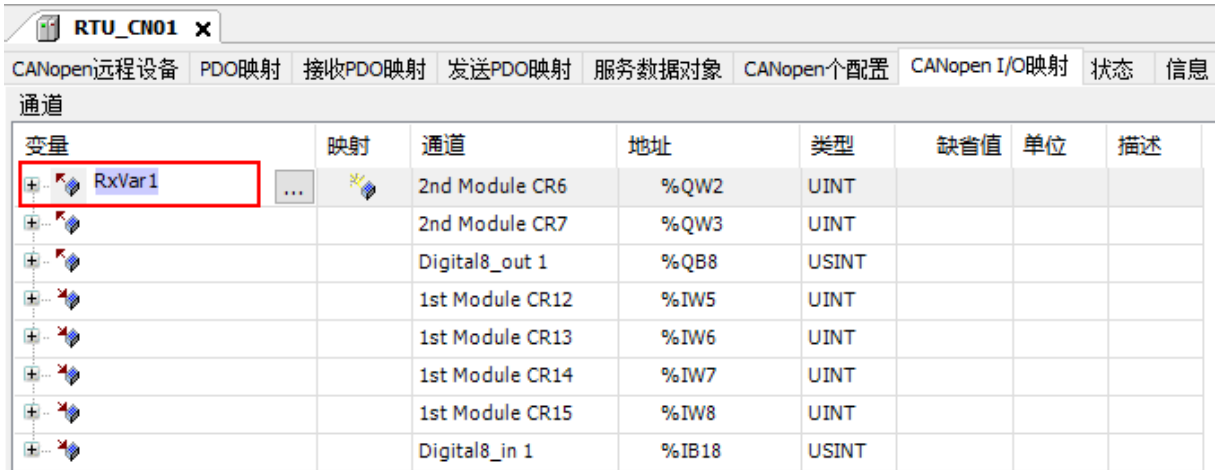 RTU_CN01
CANopen远程设备 PDO映射 接收PDO映射 发送PDO映射 服务数据对象 CANopen个配置 CANopen I/O映射 状态 信息
通道
变量 映射 通道 地址 类型 缺省值 单位 描述
RxVar1 ... 2nd Module CR6 %QW2 UINT
2nd Module CR7 %QW3 UINT
Digital8_out 1 %QB8 USINT
1st Module CR12 %IW5 UINT
1st Module CR13 %IW6 UINT
1st Module CR14 %IW7 UINT
1st Module CR15 %IW8 UINT
Digital8_in 1 %IB18 USINT